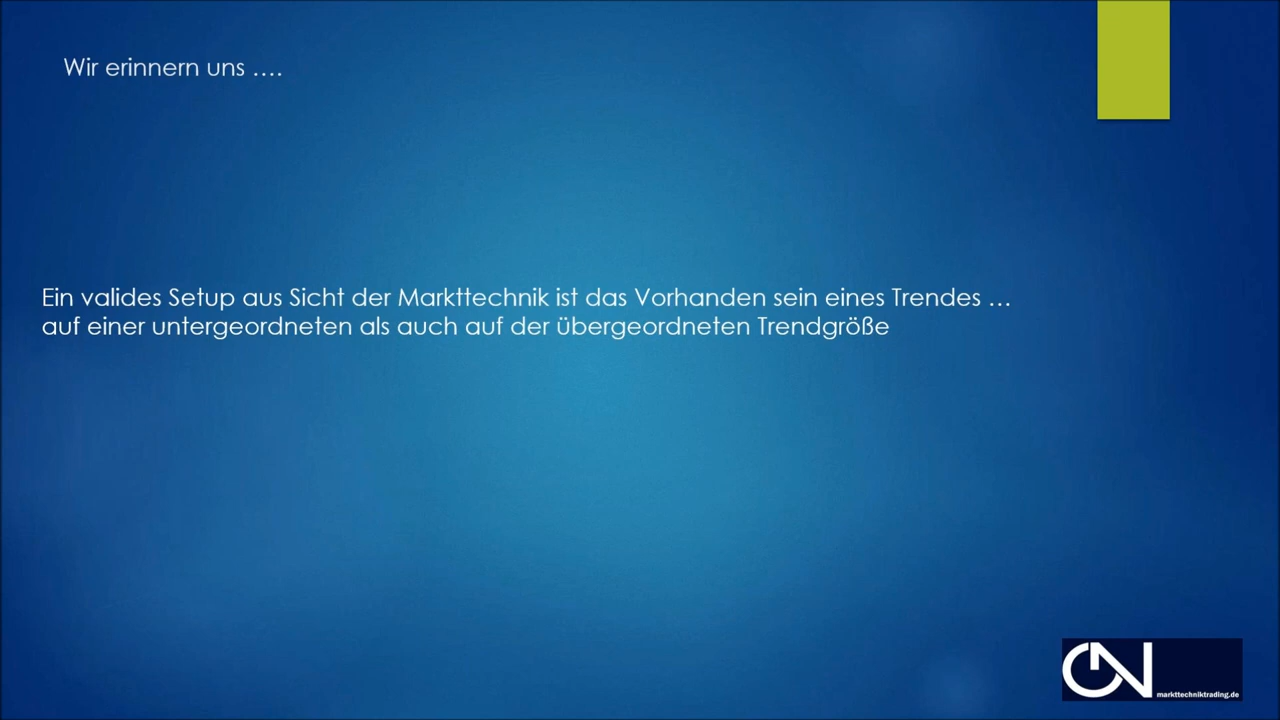 Wir erinnern uns ....
Ein valides Setup aus Sicht der Markttechnik ist das Vorhanden sein eines Trendes ...
auf einer untergeordneten als auch auf der übergeordneten Trendgröße
markttechniktrading.de